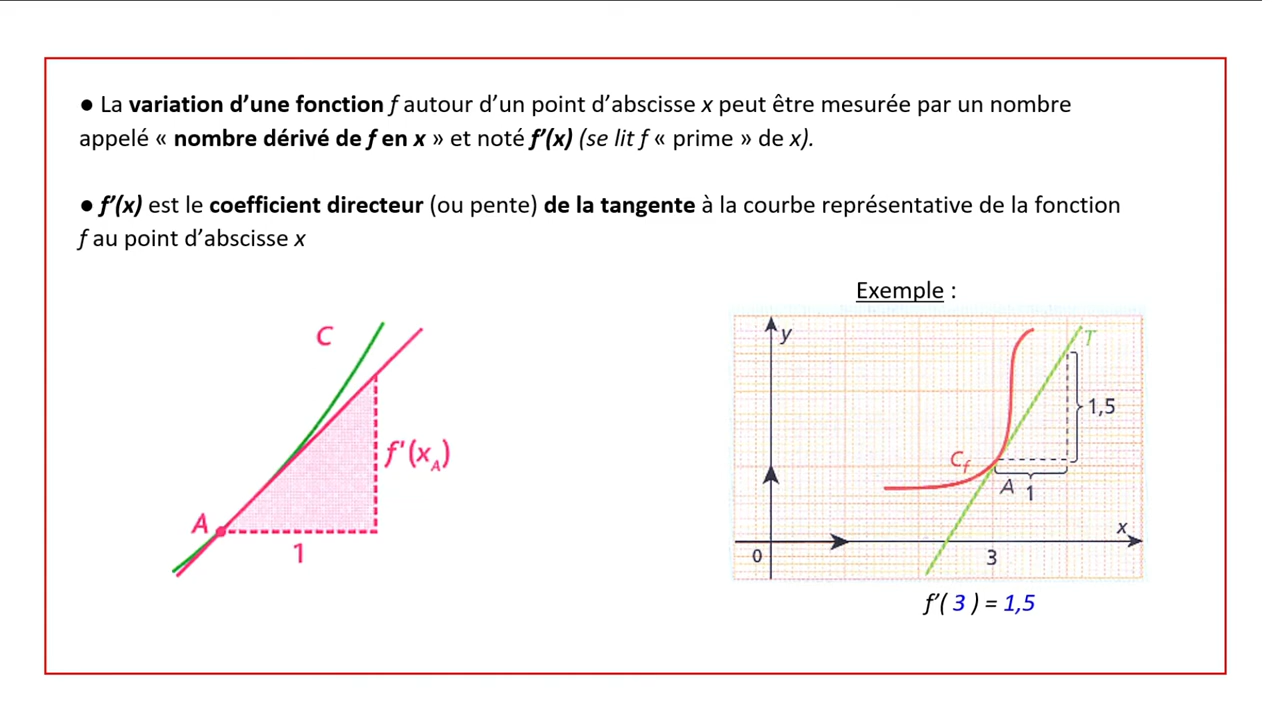 ● La variation d’une fonction f autour d’un point d’abscisse x peut être mesurée par un nombre
appelé « nombre dérivé de f en x » et noté f’(x) (se lit f « prime » de x).
● f’(x) est le coefficient directeur (ou pente) de la tangente à la courbe représentative de la fonction
f au point d’abscisse x
C
f'(x_A)
A
1
Exemple :
y
T
1,5
C_f
A 1
x
0
3
f’( 3 ) = 1,5